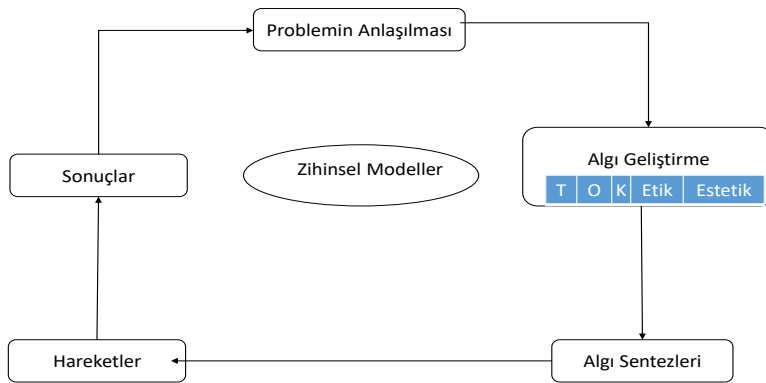 Problemin Anlaşılması
Algı Geliştirme
T O K Etik Estetik
Zihinsel Modeller
Sonuçlar
Hareketler
Algı Sentezleri